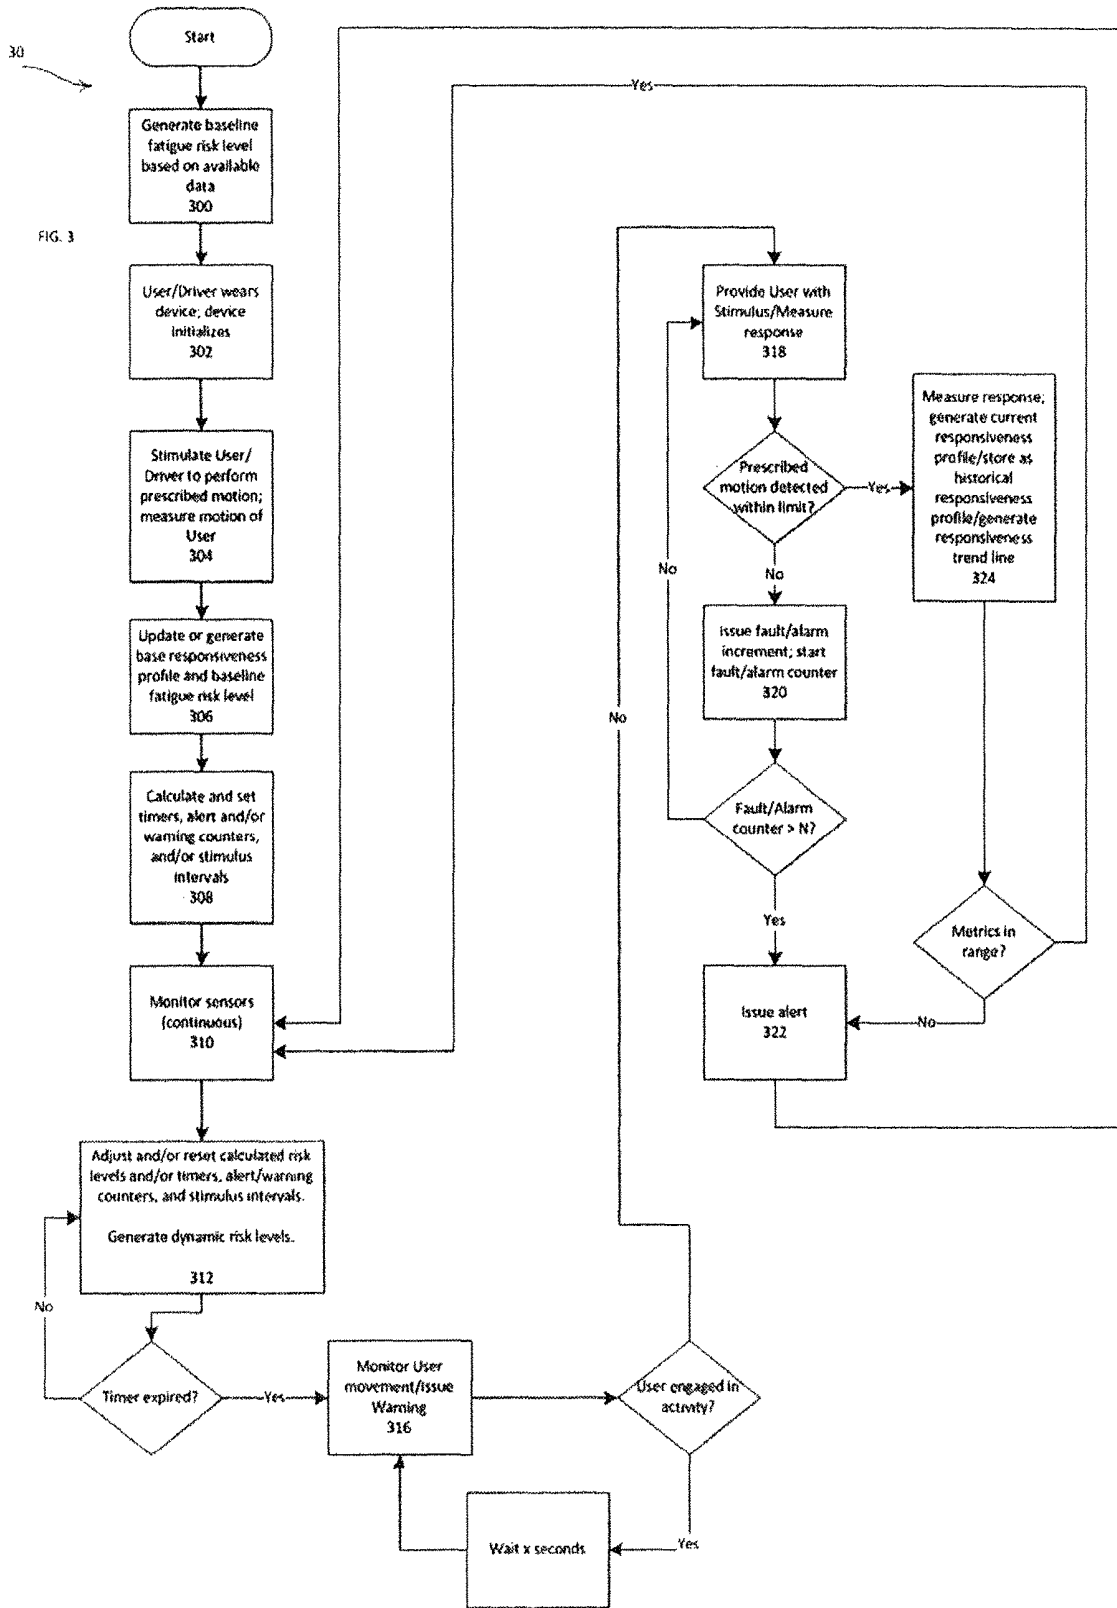 Start
30
Generate baseline
fatigue risk level
based on available
data
300
FIG. 3
User/Driver wears
device; device
initializes
302
Stimulate User/
Driver to perform
prescribed motion;
measure motion of
User
304
Update or generate
base responsiveness
profile and baseline
fatigue risk level
306
Calculate and set
timers, alert and/or
warning counters,
and/or stimulus
intervals
308
Monitor sensors
(continuous)
310
Adjust and/or reset calculated risk
levels and/or timers, alert/warning
counters, and stimulus intervals.
Generate dynamic risk levels.
312
No
Timer expired?
Yes
Monitor User
movement/Issue
Warning
316
User engaged in
activity?
Yes
Wait x seconds
No
Provide User with
Stimulus/Measure
response
318
Prescribed
motion detected
within limit?
Yes
No
Issue fault/alarm
increment; start
fault/alarm counter
320
Fault/Alarm
counter > N?
No
Yes
Issue alert
322
Measure response;
generate current
responsiveness
profile/store as
historical
responsiveness
profile/generate
responsiveness
trend line
324
Metrics in
range?
No
Yes